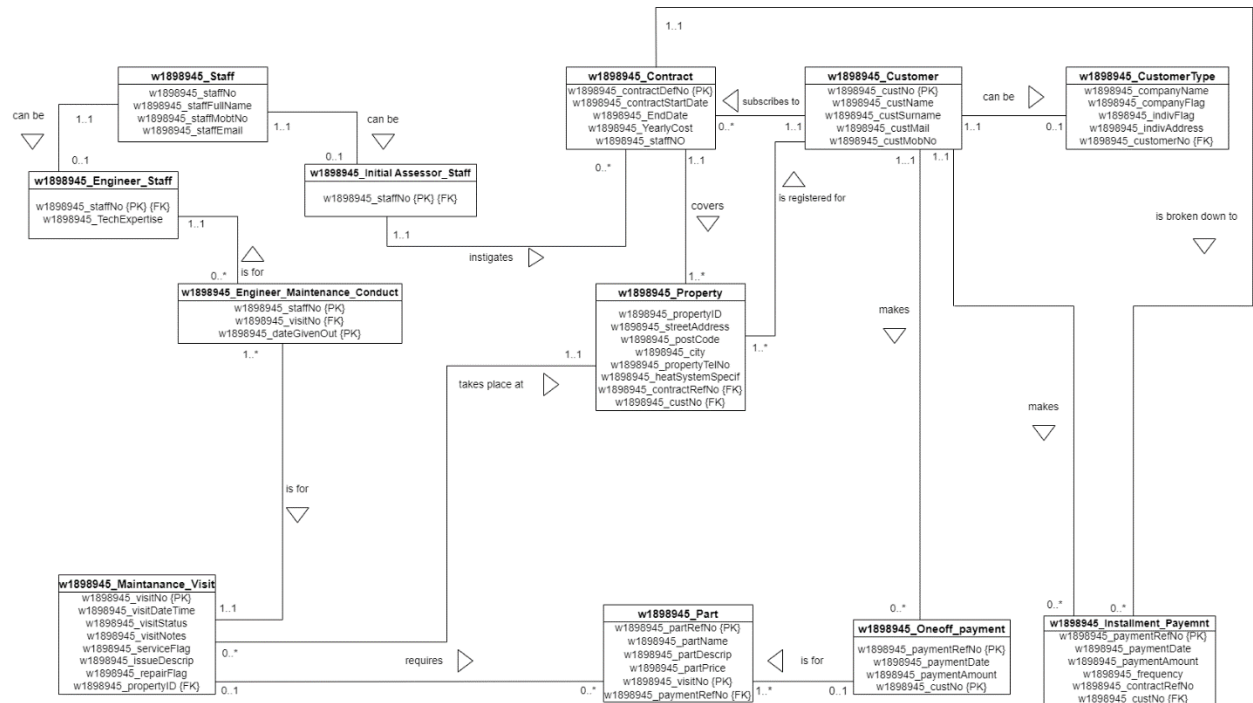 1..1
w1898945_Staff
w1898945_staffNo
w1898945_staffFullName
w1898945_staffMobtNo
w1898945_staffEmail
w1898945_Contract
w1898945_contractDefNo {PK}
w1898945_contractStartDate
w1898945_EndDate
w1898945_YearlyCost
w1898945_staffNO
subscribes to
0..*
1..1
w1898945_Customer
w1898945_custNo {PK}
w1898945_custName
w1898945_custSurname
w1898945_custMail
w1898945_custMobNo
can be
1..1
0..1
w1898945_CustomerType
w1898945_companyName
w1898945_companyFlag
w1898945_indivFlag
w1898945_indivAddress
w1898945_customerNo {FK}
can be
1..1
0..1
1..1
can be
0..1
w1898945_Engineer_Staff
w1898945_staffNo {PK} {FK}
w1898945_TechExpertise
w1898945_Initial Assessor_Staff
w1898945_staffNo {PK} {FK}
0..*
1..1
1..1
1..1
1..1
1..1
1..1
instigates
covers
is registered for
is broken down to
0..*
is for
1..*
w1898945_Engineer_Maintenance_Conduct
w1898945_staffNo {PK}
w1898945_visitNo {FK}
w1898945_dateGivenOut {PK}
1..*
w1898945_Property
w1898945_propertyID
w1898945_streetAddress
w1898945_postCode
w1898945_city
w1898945_propertyTelNo
w1898945_heatSystemSpecif
w1898945_contractRefNo {FK}
w1898945_custNo {FK}
1..1
1..*
takes place at
makes
makes
is for
w1898945_Maintanance_Visit
w1898945_visitNo {PK}
w1898945_visitDateTime
w1898945_visitStatus
w1898945_visitNotes
w1898945_serviceFlag
w1898945_issueDescrip
w1898945_repairFlag
w1898945_propertyID {FK}
1..1
0..*
0..1
requires
0..*
w1898945_Part
w1898945_partRefNo {PK}
w1898945_partName
w1898945_partDescrip
w1898945_partPrice
w1898945_visitNo {PK}
w1898945_paymentRefNo {FK}
is for
1..*
0..1
0..*
w1898945_Oneoff_payment
w1898945_paymentRefNo {PK}
w1898945_paymentDate
w1898945_paymentAmount
w1898945_custNo {PK}
0..*
0..*
w1898945_Installment_Payemnt
w1898945_paymentRefNo {PK}
w1898945_paymentDate
w1898945_paymentAmount
w1898945_frequency
w1898945_contractRefNo
w1898945_custNo {FK}